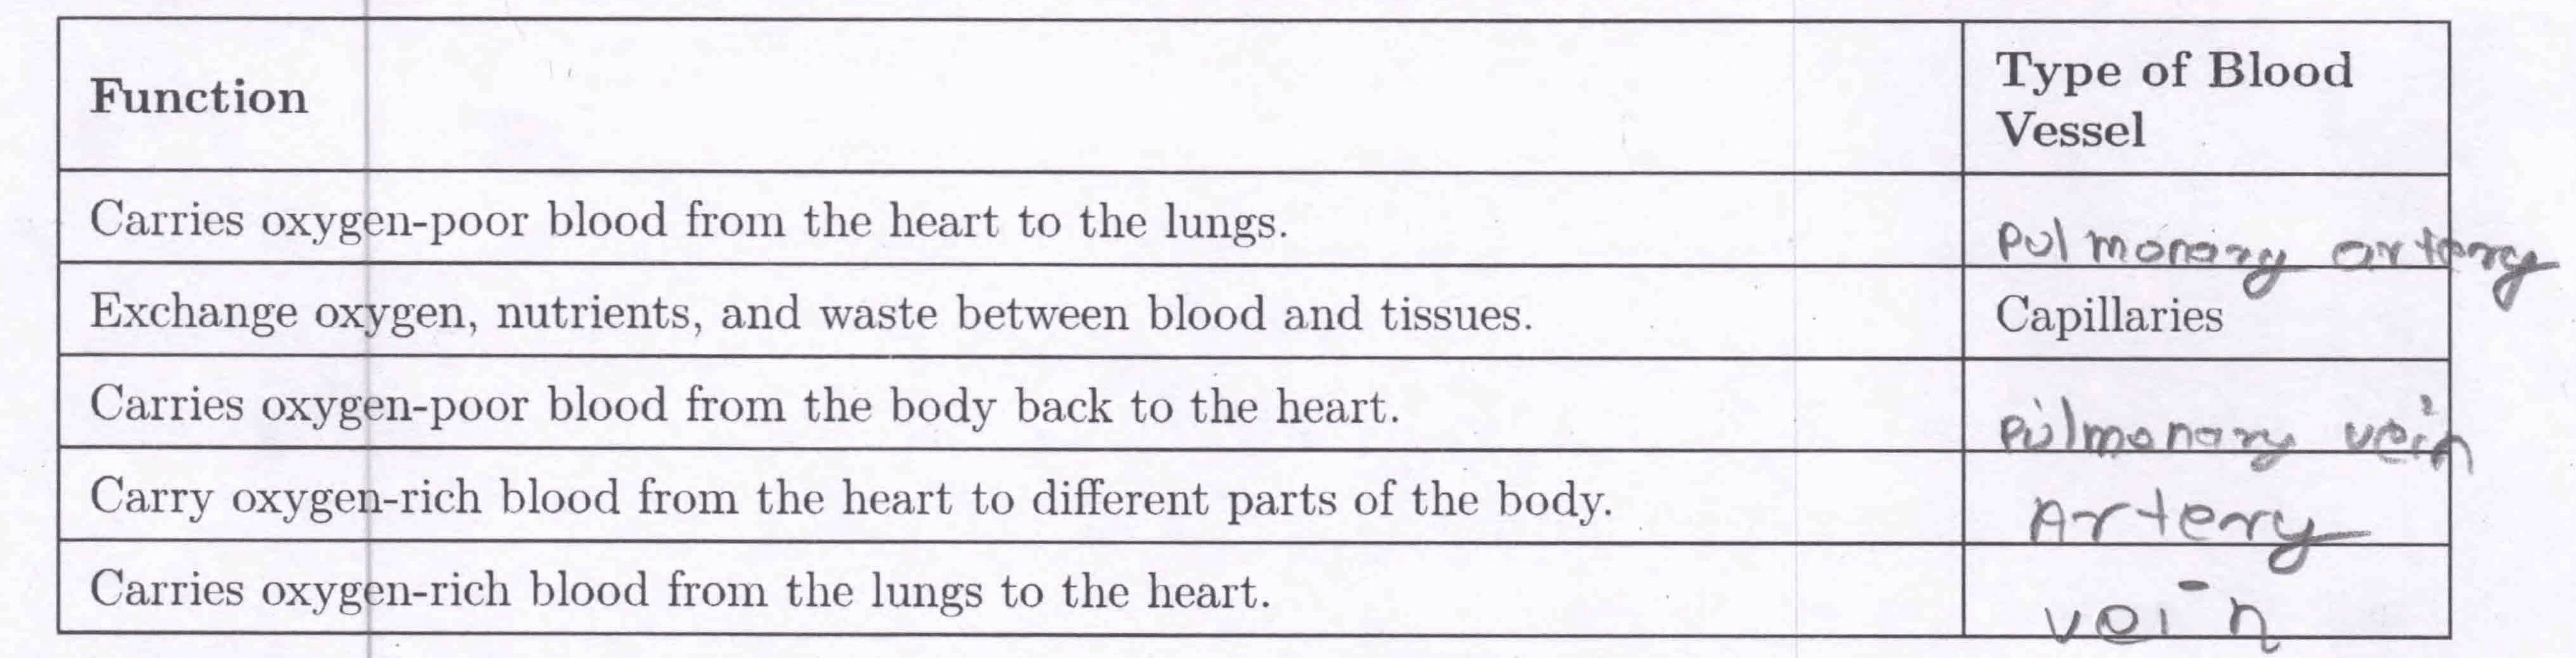 Function
Type of Blood
Vessel
Carries oxygen-poor blood from the heart to the lungs.
Pulmonary artery
Exchange oxygen, nutrients, and waste between blood and tissues.
Capillaries
Carries oxygen-poor blood from the body back to the heart.
Pulmonary vein
Carry oxygen-rich blood from the heart to different parts of the body.
Artery
Carries oxygen-rich blood from the lungs to the heart.
vein